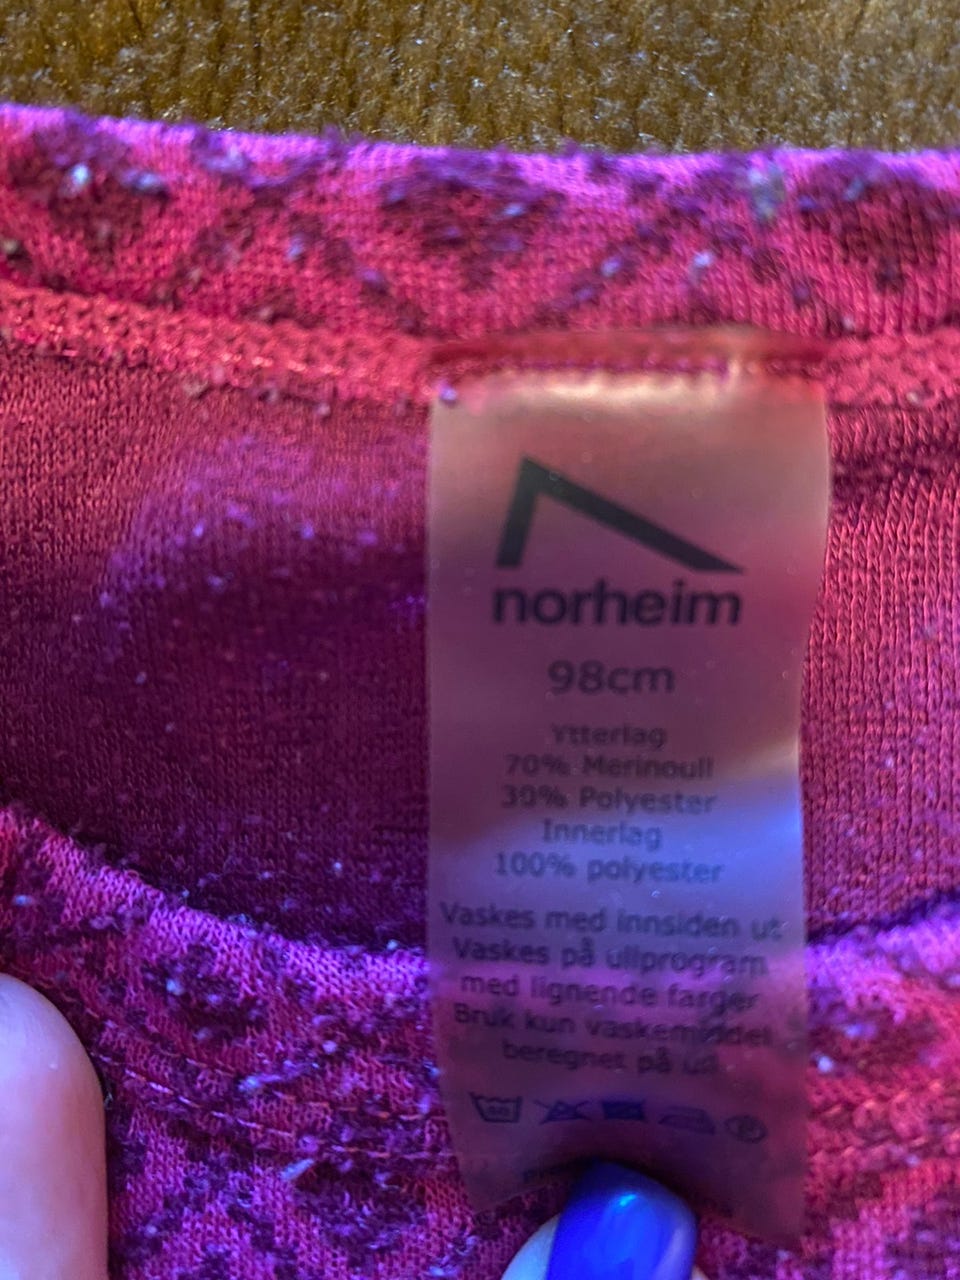 norheim
98cm
Ytterlag
70% Merinoull
30% Polyester
Innerlag
100% polyester
Vaskes med innsiden ut
Vaskes på ullprogram
med lignende farger
Bruk kun vaskemiddel
beregnet på ull